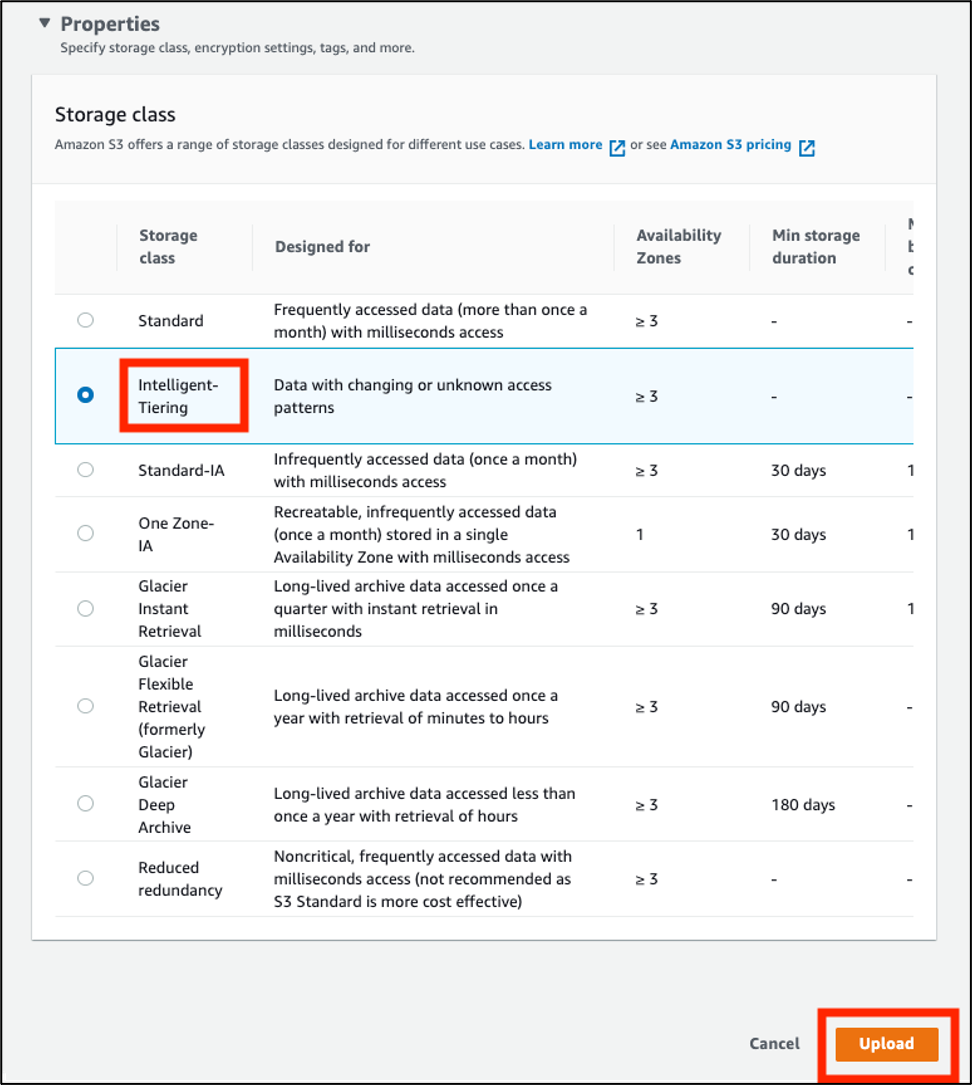 ▼ Properties
Specify storage class, encryption settings, tags, and more.
Storage class
Amazon S3 offers a range of storage classes designed for different use cases. Learn more or see Amazon S3 pricing
Storage
class
Designed for
Availability
Zones
Min storage
duration
Standard
Frequently accessed data (more than once a
month) with milliseconds access
≥ 3
-
-
Intelligent-
Tiering
Data with changing or unknown access
patterns
≥ 3
-
-
Standard-IA
Infrequently accessed data (once a month)
with milliseconds access
≥ 3
30 days
1
One Zone-
IA
Recreatable, infrequently accessed data
(once a month) stored in a single
Availability Zone with milliseconds access
1
30 days
1
Glacier
Instant
Retrieval
Long-lived archive data accessed once a
quarter with instant retrieval in
milliseconds
≥ 3
90 days
1
Glacier
Flexible
Retrieval
(formerly
Glacier)
Long-lived archive data accessed once a
year with retrieval of minutes to hours
≥ 3
90 days
-
Glacier
Deep
Archive
Long-lived archive data accessed less than
once a year with retrieval of hours
≥ 3
180 days
-
Reduced
redundancy
Noncritical, frequently accessed data with
milliseconds access (not recommended as
S3 Standard is more cost effective)
≥ 3
-
-
Cancel
Upload